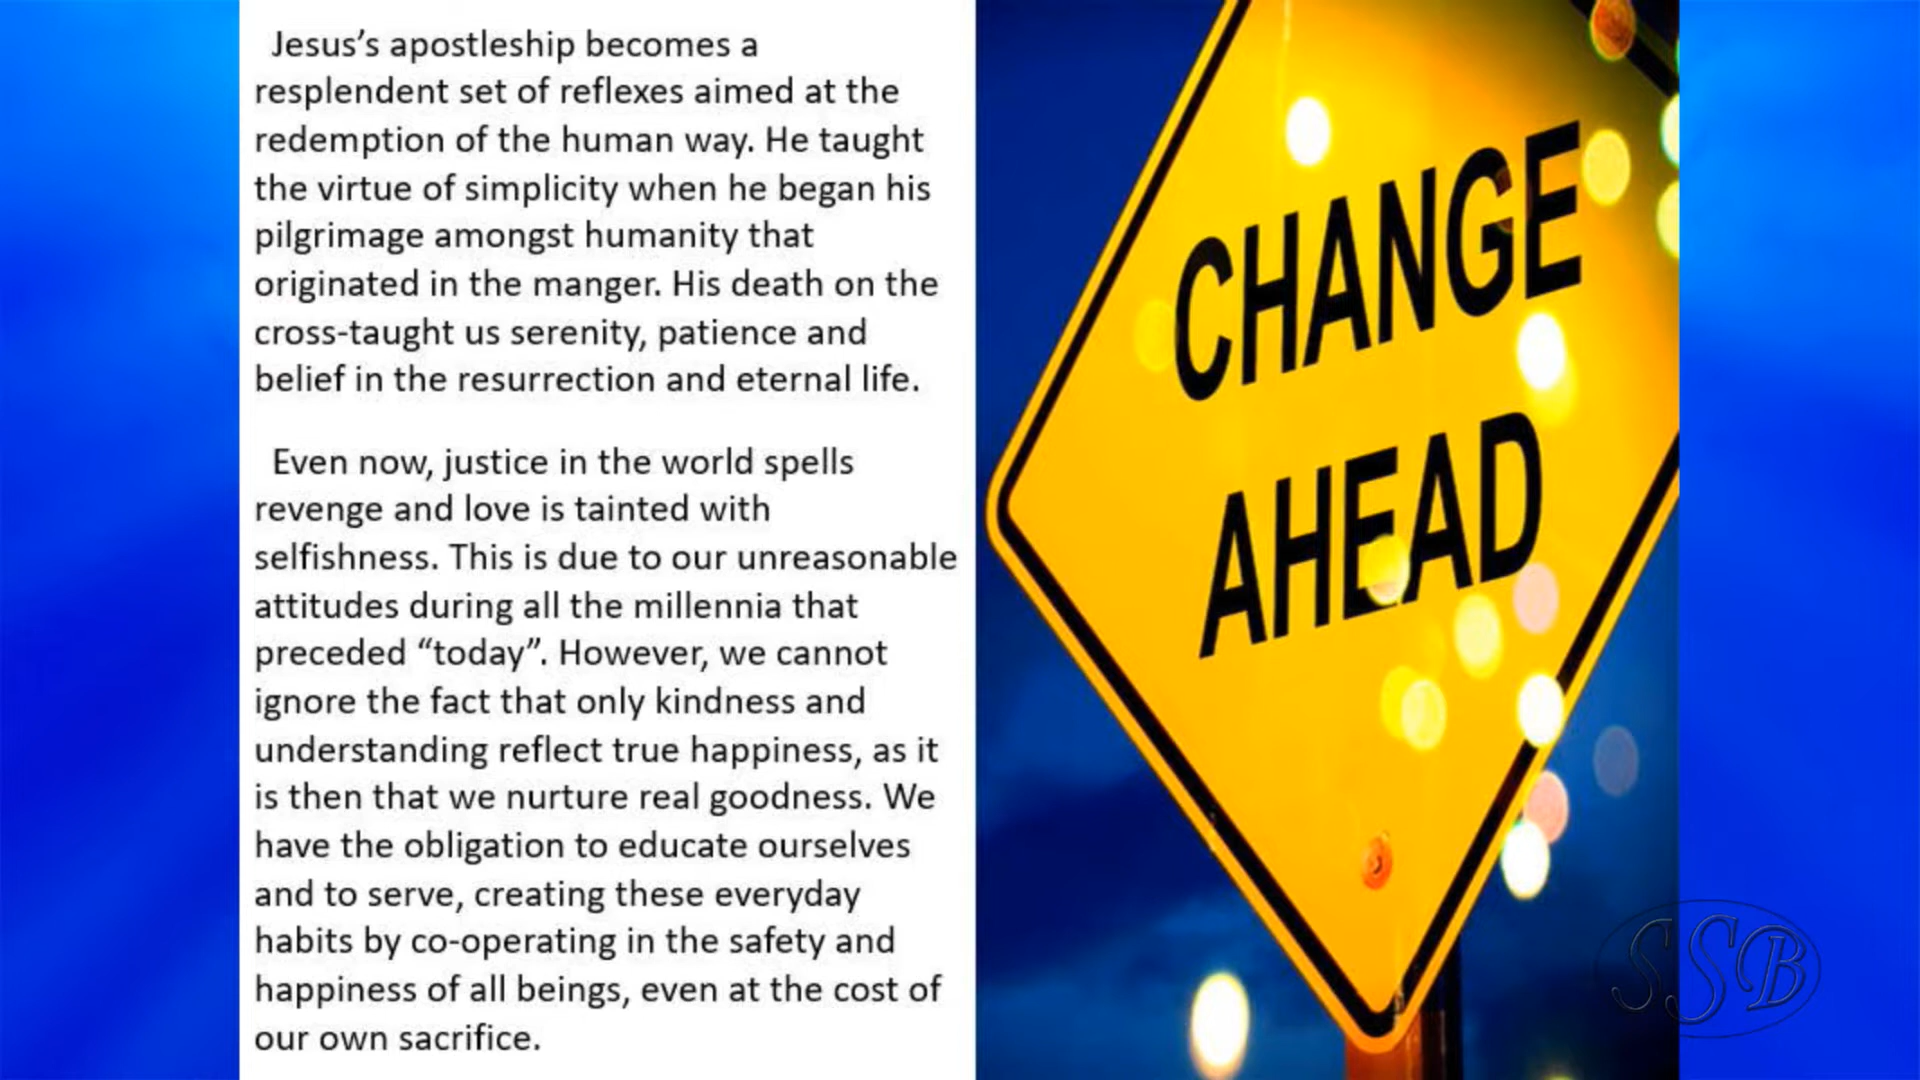 Jesus’s apostleship becomes a
resplendent set of reflexes aimed at the
redemption of the human way. He taught
the virtue of simplicity when he began his
pilgrimage amongst humanity that
originated in the manger. His death on the
cross-taught us serenity, patience and
belief in the resurrection and eternal life.
Even now, justice in the world spells
revenge and love is tainted with
selfishness. This is due to our unreasonable
attitudes during all the millennia that
preceded “today”. However, we cannot
ignore the fact that only kindness and
understanding reflect true happiness, as it
is then that we nurture real goodness. We
have the obligation to educate ourselves
and to serve, creating these everyday
habits by co-operating in the safety and
happiness of all beings, even at the cost of
our own sacrifice.
CHANGE
AHEAD
SSB